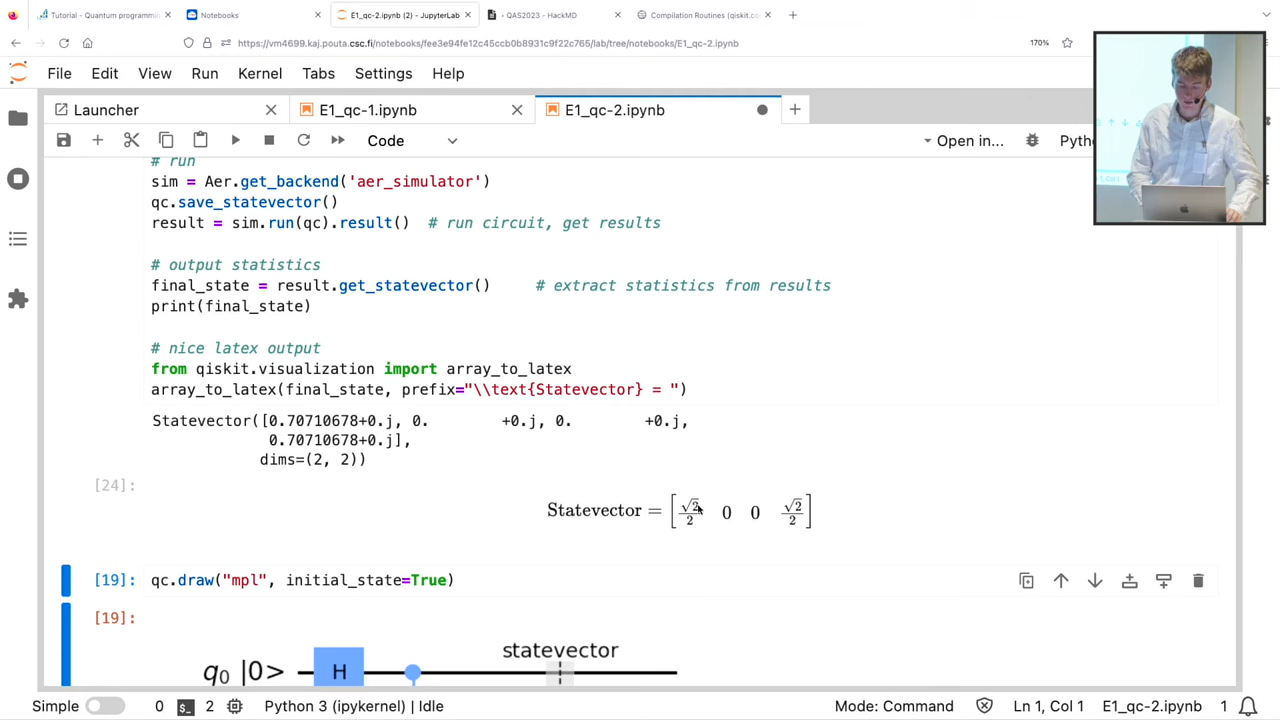 Tutorial - Quantum programmin
Notebooks
E1_qc-2.ipynb (2) - JupyterLab
- QAS2023 - HackMD
Compilation Routines (qiskit.co
https://vm4699.kaj.pouta.csc.fi/notebooks/fee3e94fe12c45ccb0b8931c9f22c765/lab/tree/notebooks/E1_qc-2.ipynb
170%
File Edit View Run Kernel Tabs Settings Help
Launcher
E1_qc-1.ipynb
E1_qc-2.ipynb
Code
Open in...
Pyth
# run
sim = Aer.get_backend('aer_simulator')
qc.save_statevector()
result = sim.run(qc).result() # run circuit, get results
# output statistics
final_state = result.get_statevector() # extract statistics from results
print(final_state)
# nice latex output
from qiskit.visualization import array_to_latex
array_to_latex(final_state, prefix="\\text{Statevector} = ")
Statevector([0.70710678+0.j, 0. +0.j, 0. +0.j,
0.70710678+0.j],
dims=(2, 2))
[24]:
Statevector = [√2/2 0 0 √2/2]
[19]: qc.draw("mpl", initial_state=True)
[19]:
statevector
q0 |0> H
Simple 0 2 Python 3 (ipykernel) | Idle Mode: Command Ln 1, Col 1 E1_qc-2.ipynb 1